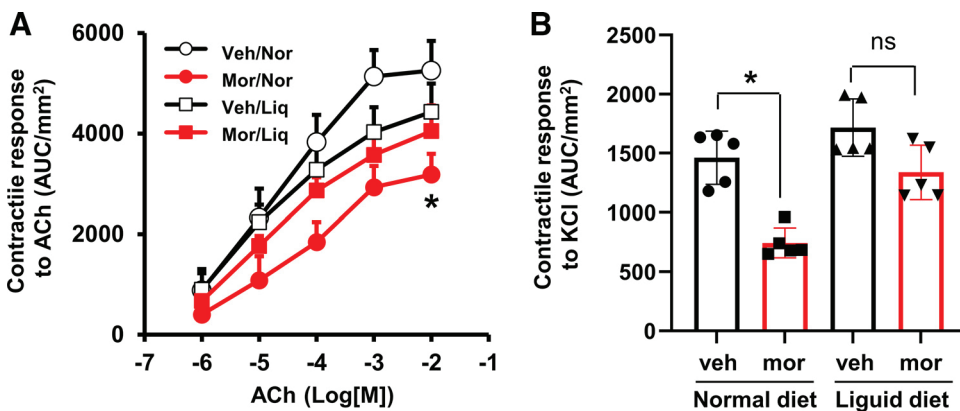 A
Contractile response
to ACh (AUC/mm²)
6000
4000
2000
0
Veh/Nor
Mor/Nor
Veh/Liq
Mor/Liq
*
-7 -6 -5 -4 -3 -2 -1
ACh (Log[M])
B
Contractile response
to KCl (AUC/mm²)
2500
2000
1500
1000
500
0
*
ns
veh mor veh mor
Normal diet Liguid diet